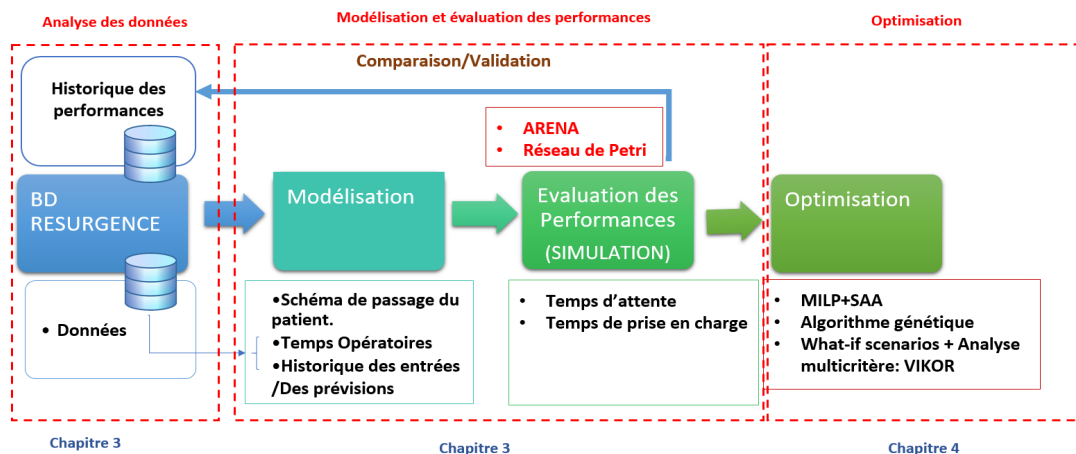 Analyse des données
Modélisation et évaluation des performances
Optimisation
Comparaison/Validation
Historique des
performances
• ARENA
• Réseau de Petri
BD
RESURGENCE
Modélisation
Evaluation des
Performances
(SIMULATION)
Optimisation
• Données
•Schéma de passage du
patient.
•Temps Opératoires
•Historique des entrées
/Des prévisions
• Temps d'attente
• Temps de prise en charge
• MILP+SAA
• Algorithme génétique
• What-if scenarios + Analyse
multicritère: VIKOR
Chapitre 3
Chapitre 3
Chapitre 4